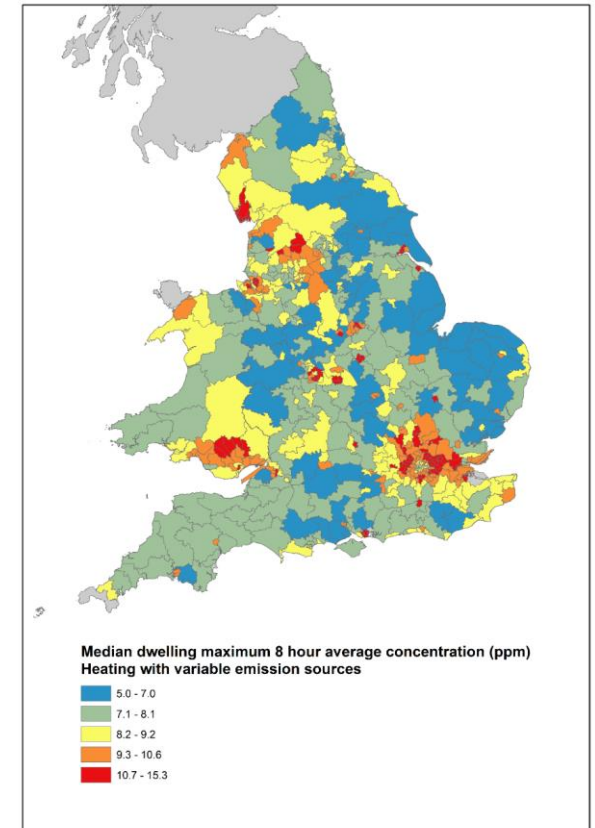 Median dwelling maximum 8 hour average concentration (ppm)
Heating with variable emission sources
5.0 - 7.0
7.1 - 8.1
8.2 - 9.2
9.3 - 10.6
10.7 - 15.3